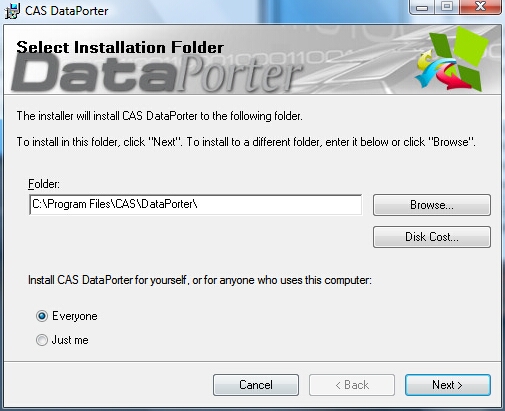 CAS DataPorter
Select Installation Folder
DataPorter
The installer will install CAS DataPorter to the following folder.
To install in this folder, click "Next". To install to a different folder, enter it below or click "Browse".
Folder:
C:\Program Files\CAS\DataPorter\
Browse...
Disk Cost...
Install CAS DataPorter for yourself, or for anyone who uses this computer:
Everyone
Just me
Cancel
< Back
Next >